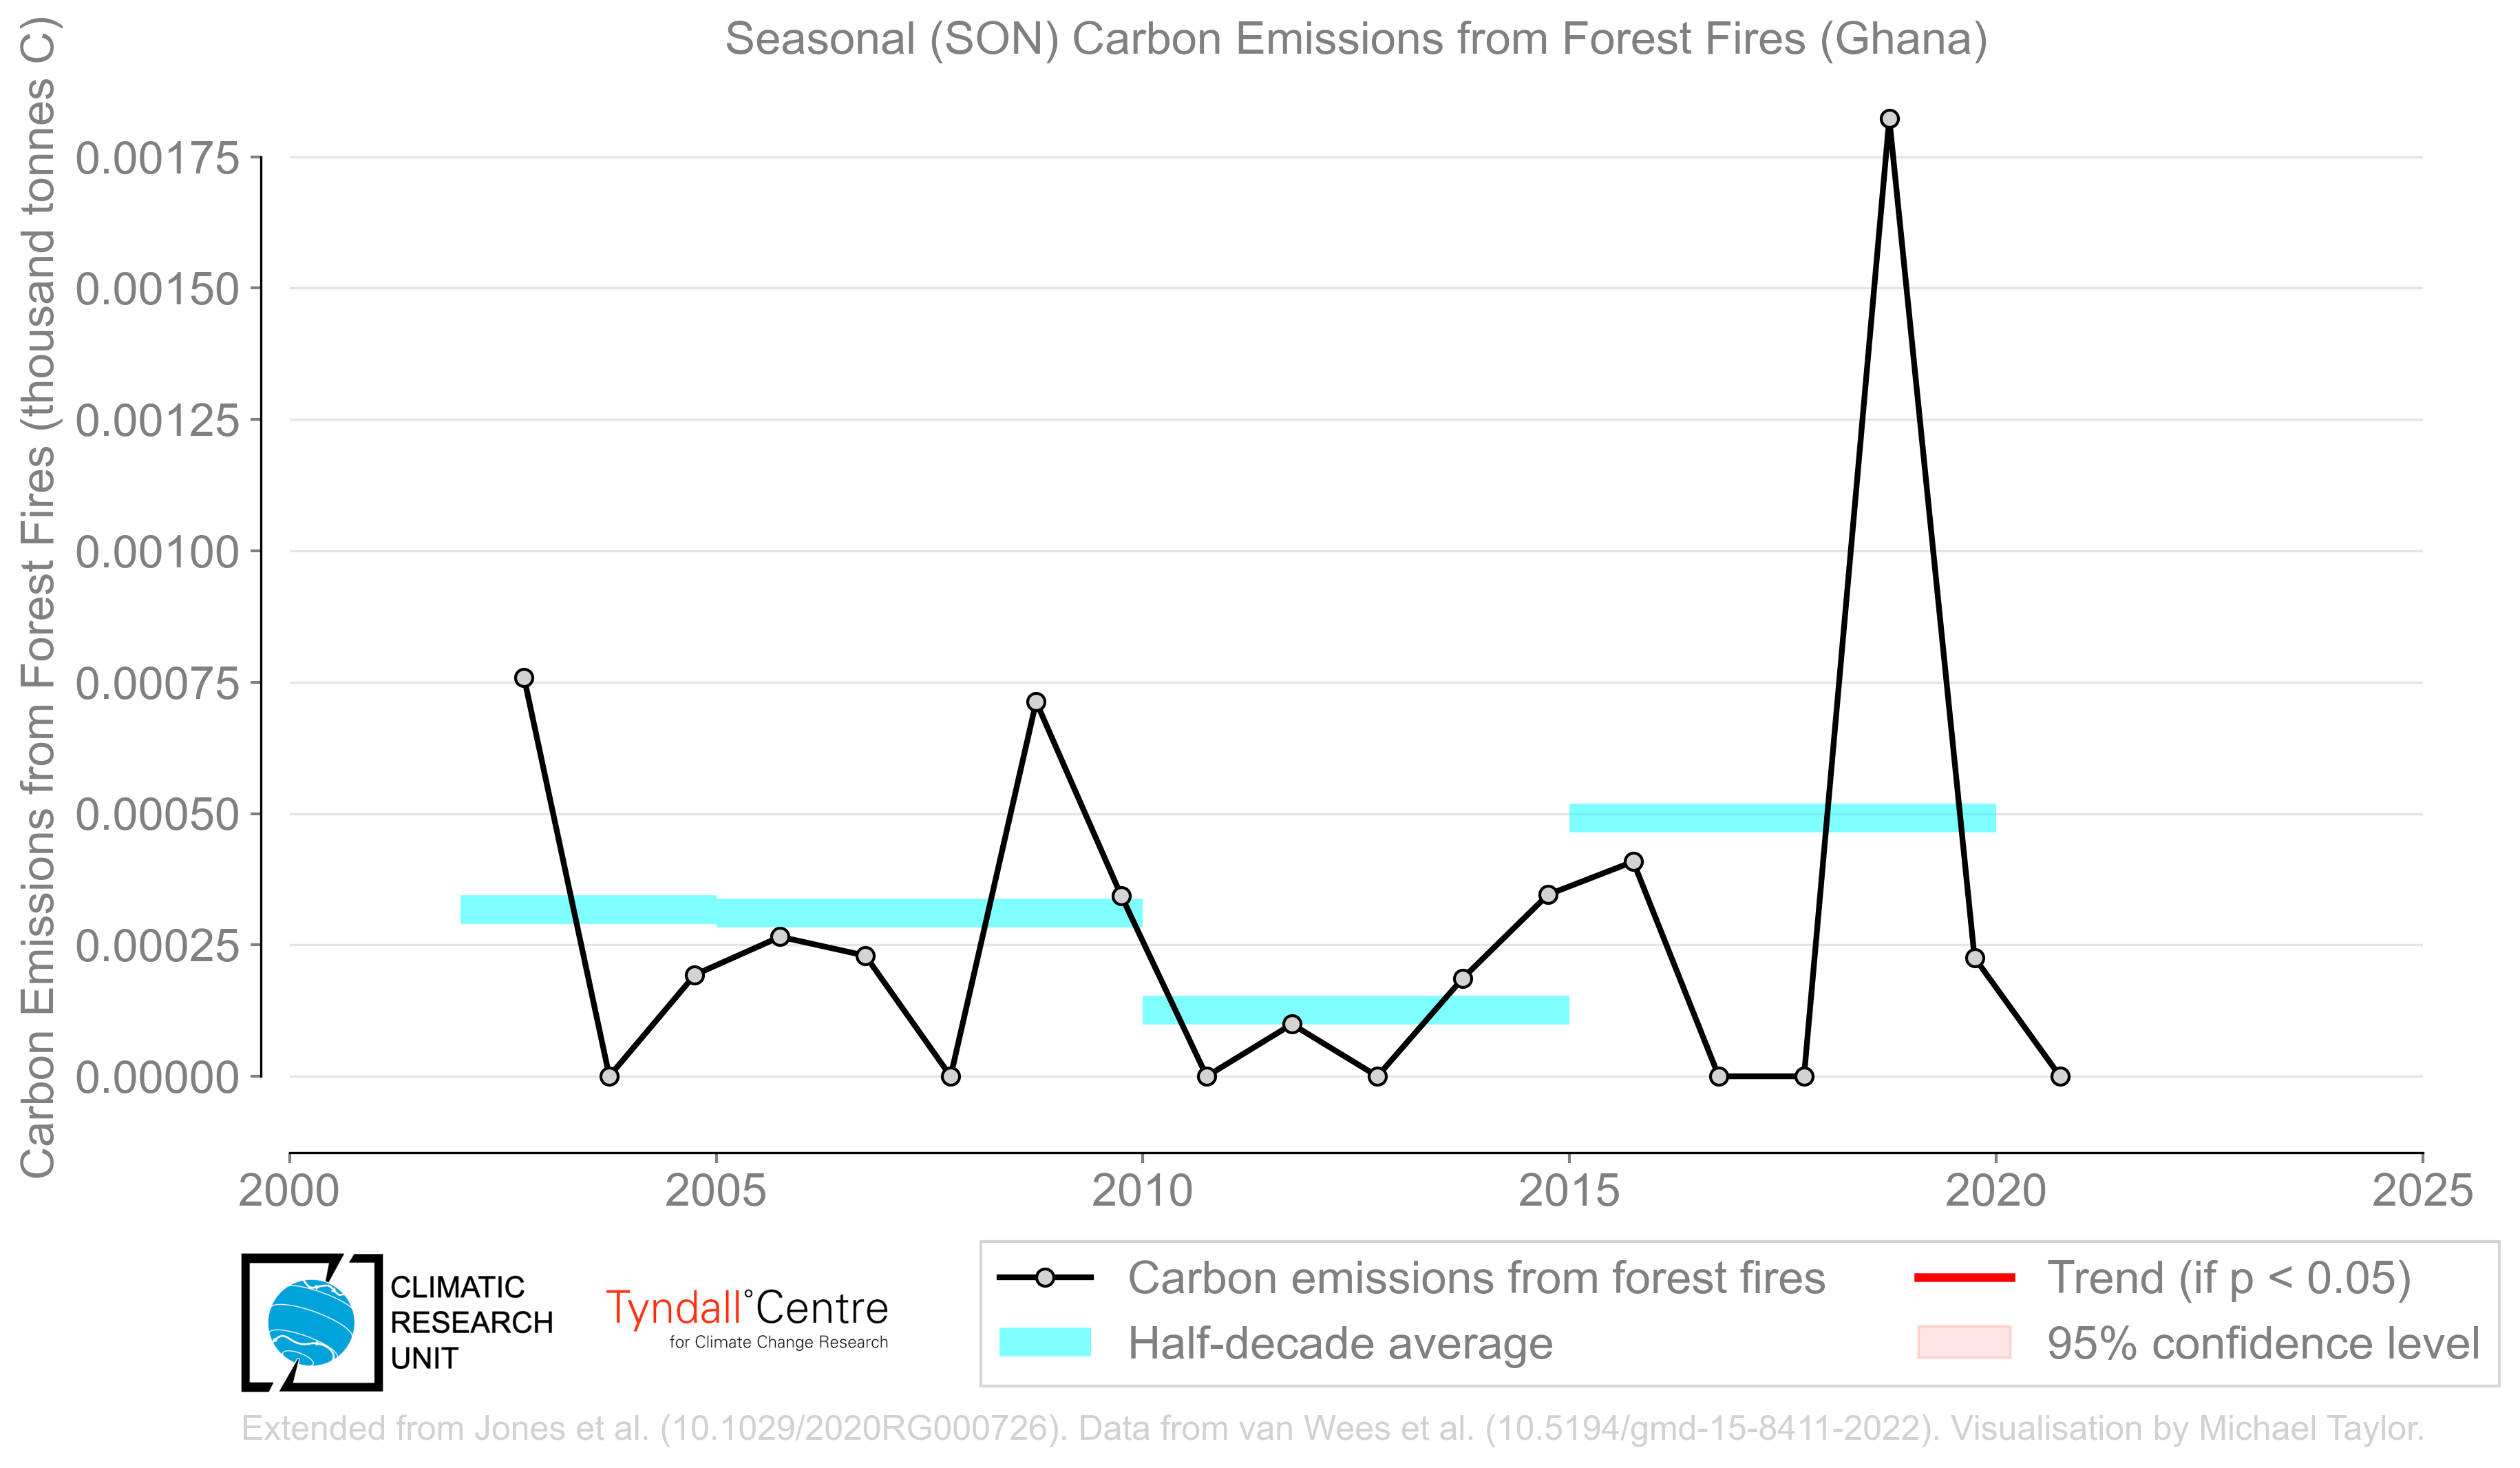 Seasonal (SON) Carbon Emissions from Forest Fires (Ghana)
Carbon Emissions from Forest Fires (thousand tonnes C)
0.00175
0.00150
0.00125
0.00100
0.00075
0.00050
0.00025
0.00000
2000 2005 2010 2015 2020 2025
CLIMATIC
RESEARCH
UNIT
Tyndall°Centre
for Climate Change Research
Carbon emissions from forest fires
Half-decade average
Trend (if p < 0.05)
95% confidence level
Extended from Jones et al. (10.1029/2020RG000726). Data from van Wees et al. (10.5194/gmd-15-8411-2022). Visualisation by Michael Taylor.